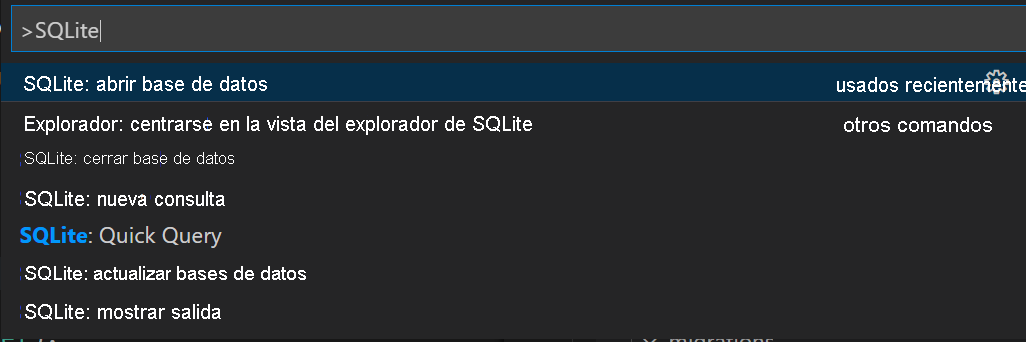 >SQLite
SQLite: abrir base de datos usados recientemente
Explorador: centrarse en la vista del explorador de SQLite otros comandos
SQLite: cerrar base de datos
SQLite: nueva consulta
SQLite: Quick Query
SQLite: actualizar bases de datos
SQLite: mostrar salida
migrations